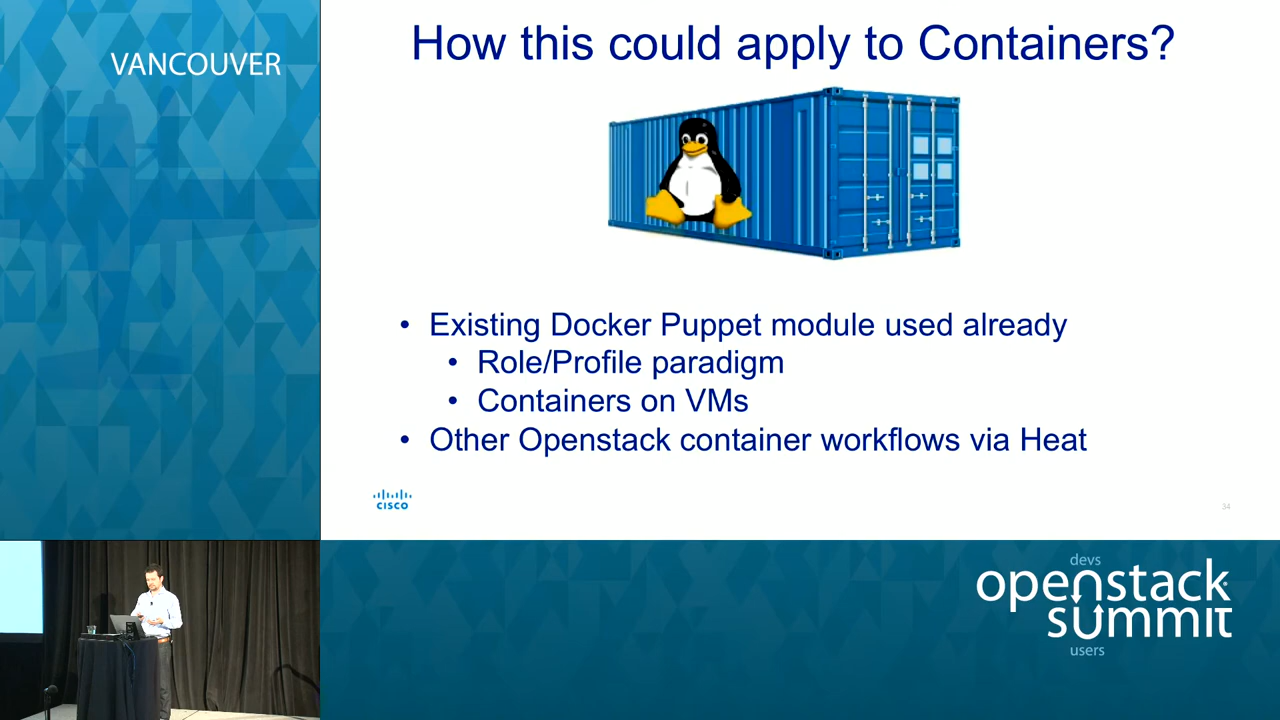 VANCOUVER
How this could apply to Containers?
• Existing Docker Puppet module used already
• Role/Profile paradigm
• Containers on VMs
• Other Openstack container workflows via Heat
CISCO
34
devs
openstack
summit
users